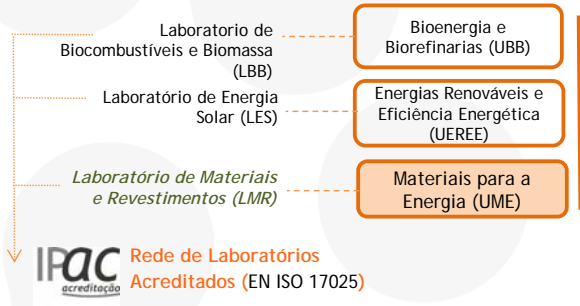 Laboratorio de
Biocombustíveis e Biomassa
(LBB)
Bioenergia e
Biorefinarias (UBB)
Laboratório de Energia
Solar (LES)
Energias Renováveis e
Eficiência Energética
(UEREE)
Laboratório de Materiais
e Revestimentos (LMR)
Materiais para a
Energia (UME)
IPac
acreditação
Rede de Laboratórios
Acreditados (EN ISO 17025)